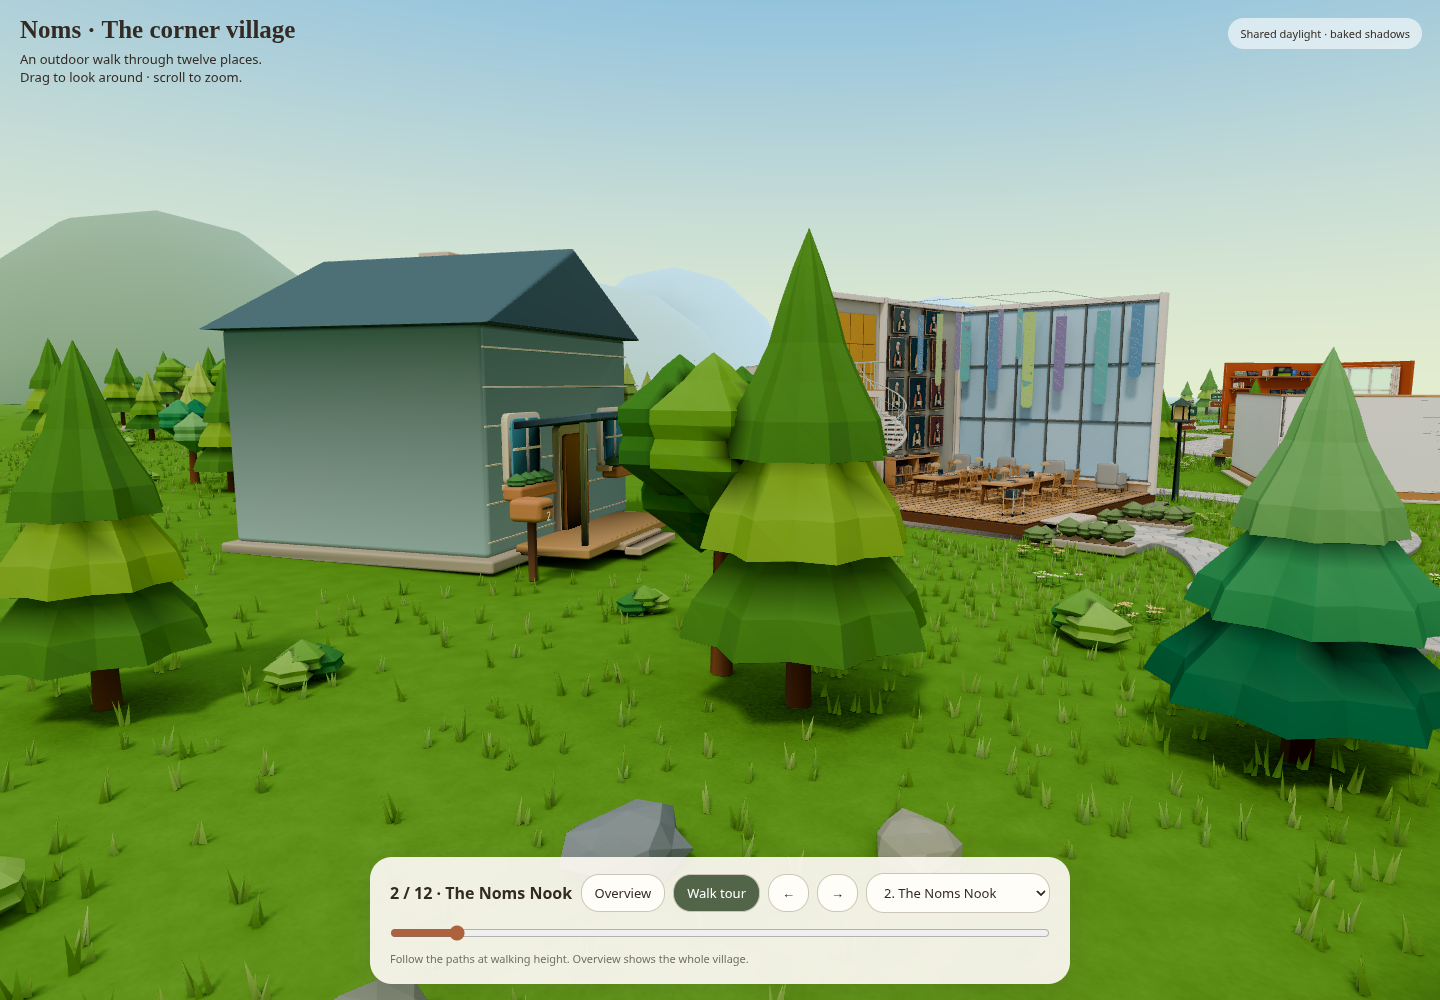 Noms · The corner village
An outdoor walk through twelve places.
Drag to look around · scroll to zoom.
Shared daylight · baked shadows
2
2 / 12 · The Noms Nook
Overview
Walk tour
←
→
2. The Noms Nook
Follow the paths at walking height. Overview shows the whole village.